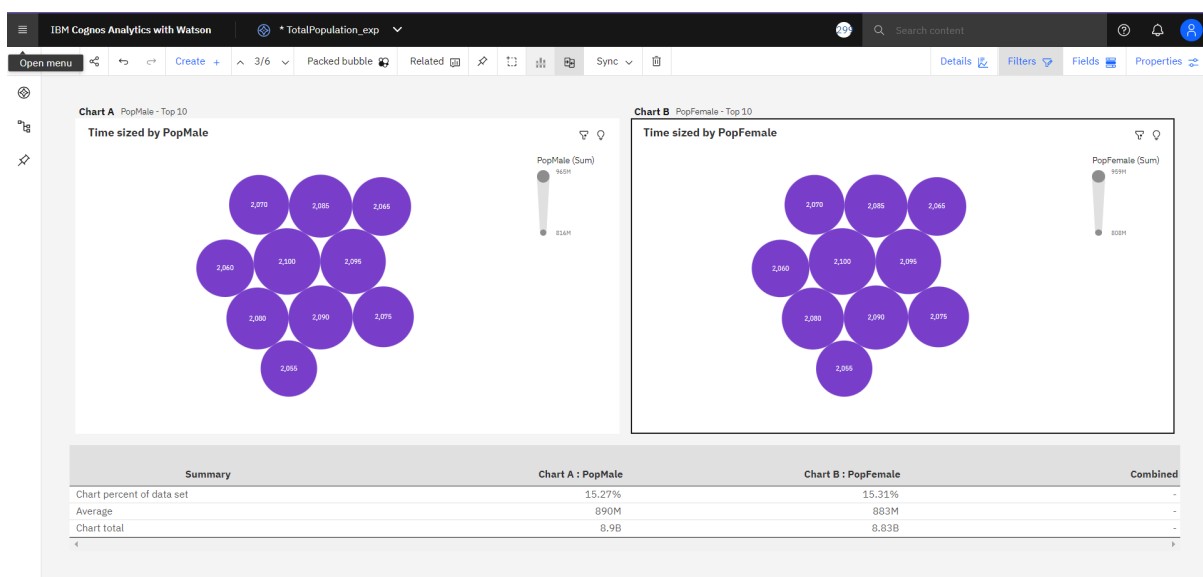 IBM Cognos Analytics with Watson
* TotalPopulation_exp
299
Search content
Open menu
Create +
3/6
Packed bubble
Related
Sync
Details
Filters
Fields
Properties
Chart A PopMale - Top 10
Time sized by PopMale
PopMale (Sum)
965M
816M
2,070
2,085
2,065
2,060
2,100
2,095
2,080
2,090
2,075
2,055
Chart B PopFemale - Top 10
Time sized by PopFemale
PopFemale (Sum)
959M
808M
2,070
2,085
2,065
2,060
2,100
2,095
2,080
2,090
2,075
2,055
Summary Chart A : PopMale Chart B : PopFemale Combined
Chart percent of data set 15.27% 15.31% -
Average 890M 883M -
Chart total 8.9B 8.83B -